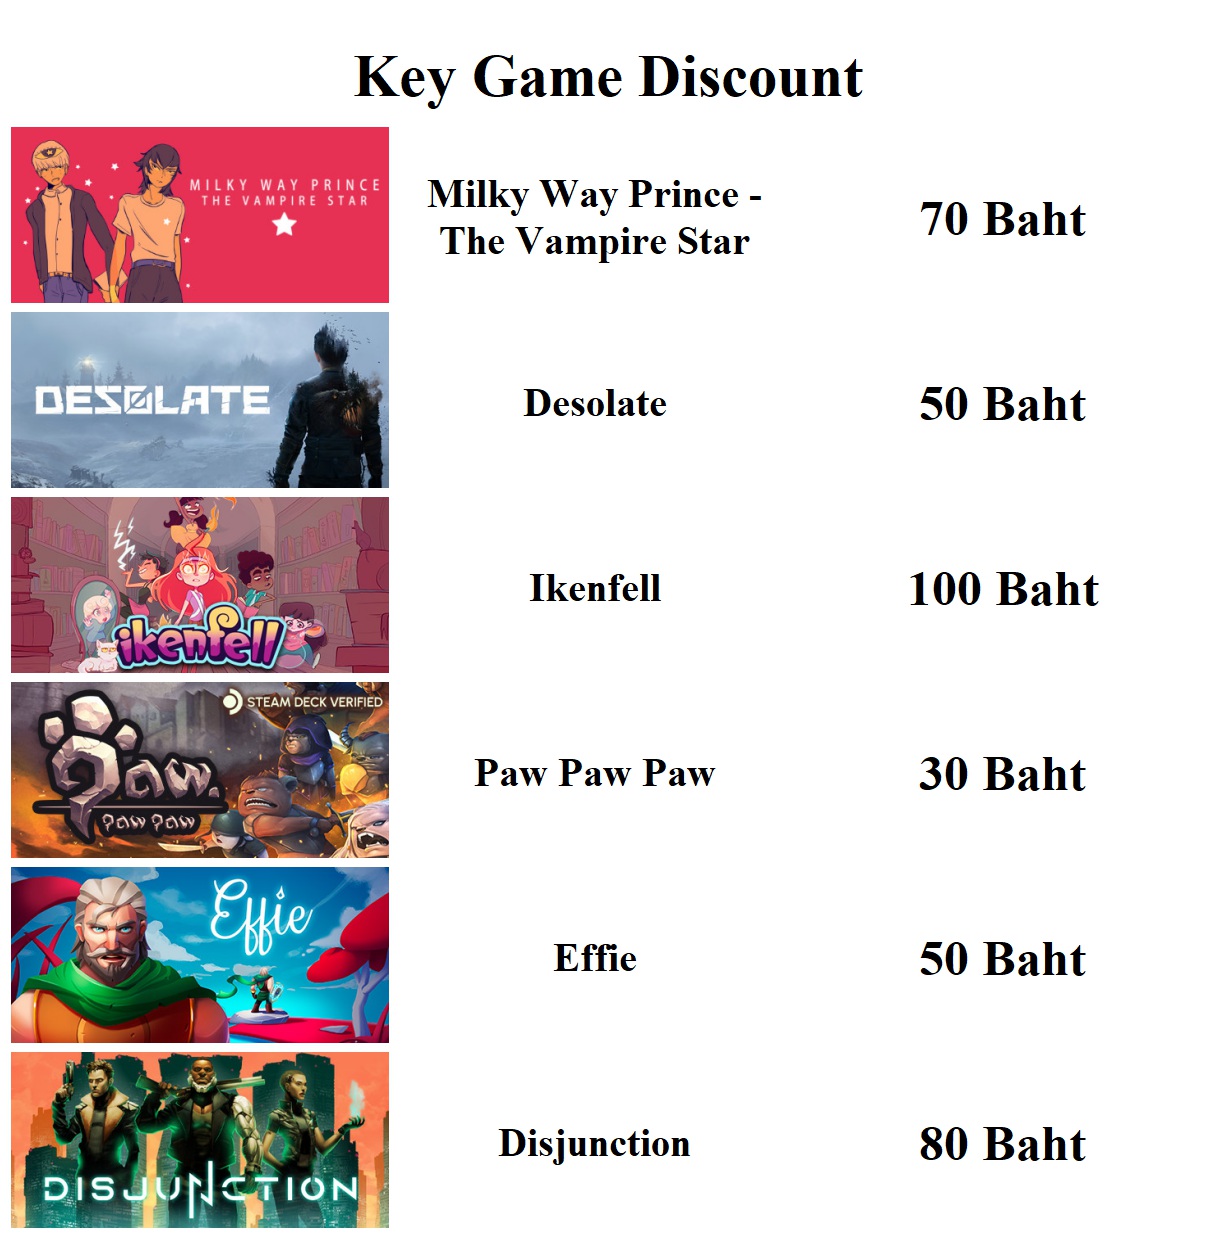 Key Game Discount
MILKY WAY PRINCE
THE VAMPIRE STAR
Milky Way Prince -
The Vampire Star
70 Baht
DESOLATE
Desolate
50 Baht
ikenfell
Ikenfell
100 Baht
STEAM DECK VERIFIED
Paw.
Paw Paw
Paw Paw Paw
30 Baht
Effie
Effie
50 Baht
DISJUNCTION
Disjunction
80 Baht